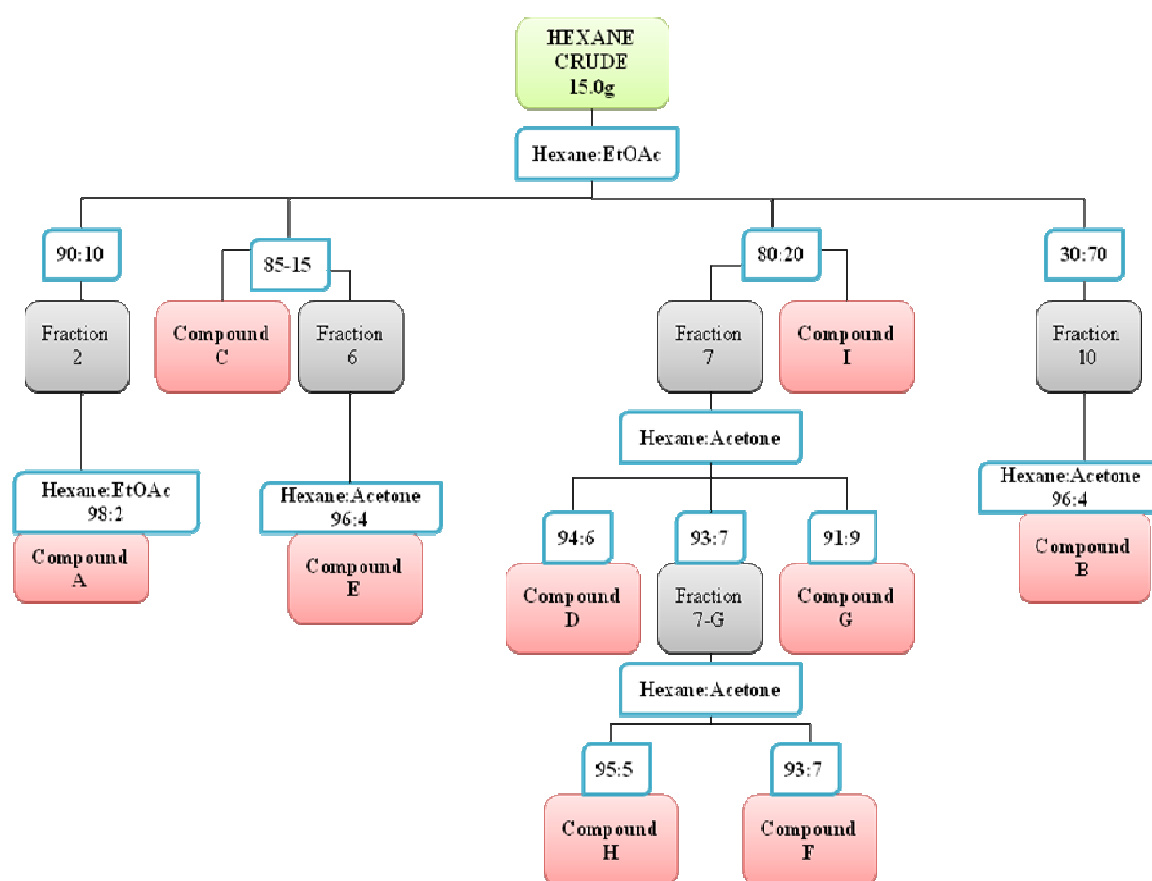 HEXANE
CRUDE
15.0g
Hexane:EtOAc
90:10
85-15
80:20
30:70
Fraction
2
Compound
C
Fraction
6
Fraction
7
Compound
I
Fraction
10
Hexane:Acetone
Hexane:EtOAc
98:2
Compound
A
Hexane:Acetone
96:4
Compound
E
94:6
93:7
91:9
Compound
D
Fraction
7-G
Compound
G
Hexane:Acetone
96:4
Compound
B
Hexane:Acetone
95:5
93:7
Compound
H
Compound
F